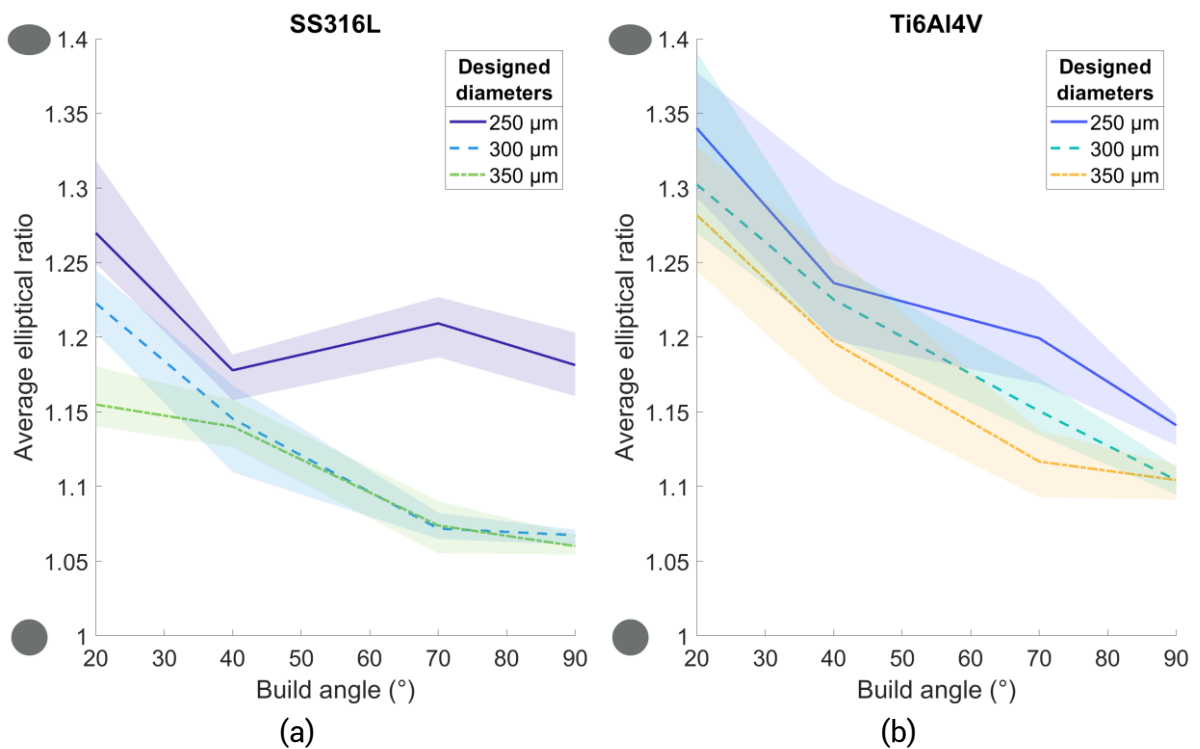 SS316L
1.4
1.35
1.3
1.25
1.2
1.15
1.1
1.05
1
Average elliptical ratio
Designed
diameters
250 µm
300 µm
350 µm
20 30 40 50 60 70 80 90
Build angle (°)
(a)
Ti6Al4V
1.4
1.35
1.3
1.25
1.2
1.15
1.1
1.05
1
Average elliptical ratio
Designed
diameters
250 µm
300 µm
350 µm
20 30 40 50 60 70 80 90
Build angle (°)
(b)